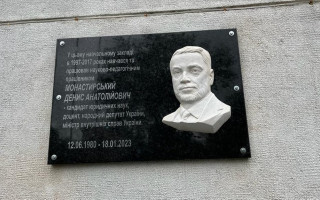 У цьому навчальному закладі
в 1997-2017 роках навчався та
працював науково-педагогічним
працівником
МОНАСТИРСЬКИЙ
ДЕНИС АНАТОЛІЙОВИЧ
- кандидат юридичних наук,
доцент, народний депутат України,
міністр внутрішніх справ України
12.06.1980 - 18.01.2023